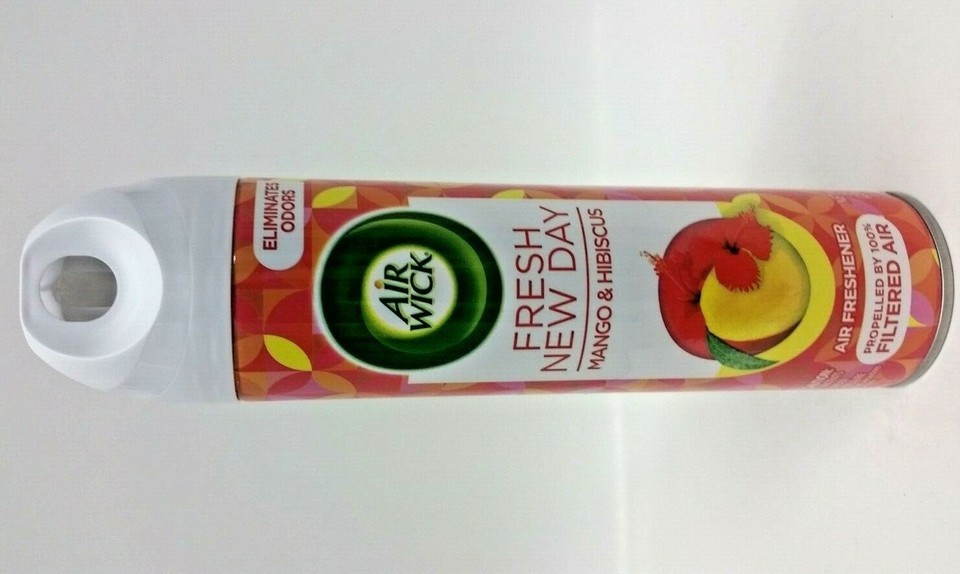 ELIMINATES
ODORS
AIR
WICK
FRESH
NEW DAY
MANGO & HIBISCUS
AIR FRESHENER
PROPELLED BY 100%
FILTERED AIR